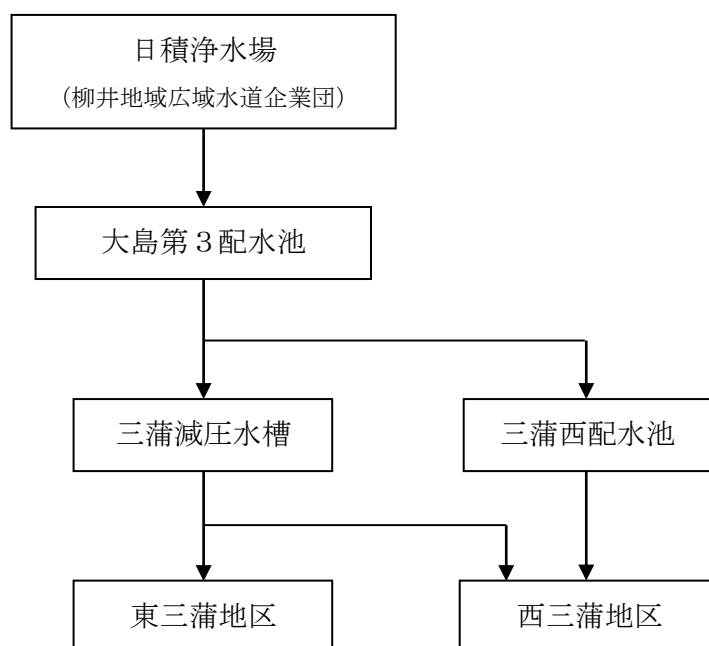 日積浄水場
（柳井地域広域水道企業団）
大島第３配水池
三蒲減圧水槽
三蒲西配水池
東三蒲地区
西三蒲地区